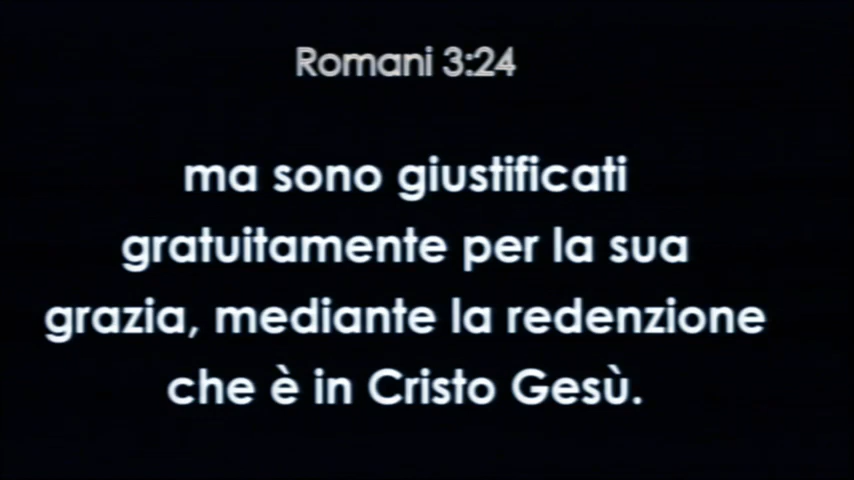 Romani 3:24
ma sono giustificati
gratuitamente per la sua
grazia, mediante la redenzione
che è in Cristo Gesù.